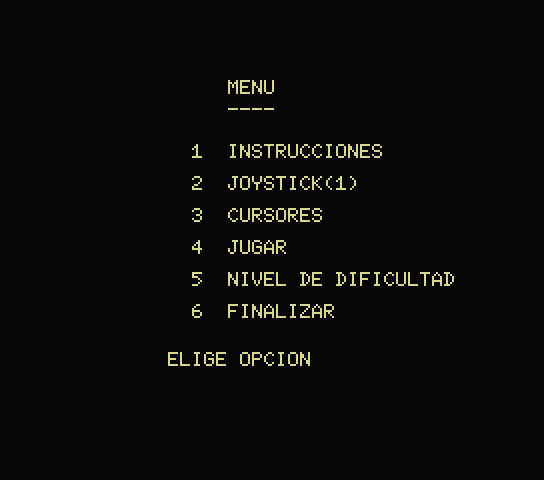 MENU
----
1 INSTRUCCIONES
2 JOYSTICK(1)
3 CURSORES
4 JUGAR
5 NIVEL DE DIFICULTAD
6 FINALIZAR
ELIGE OPCION